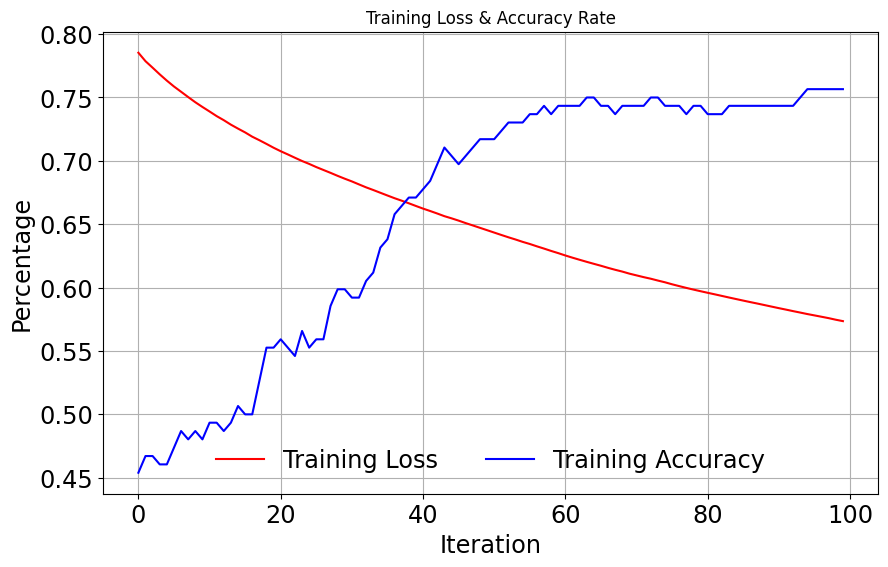 Training Loss & Accuracy Rate
Percentage
0.80
0.75
0.70
0.65
0.60
0.55
0.50
0.45
Training Loss
Training Accuracy
0
20
40
60
80
100
Iteration